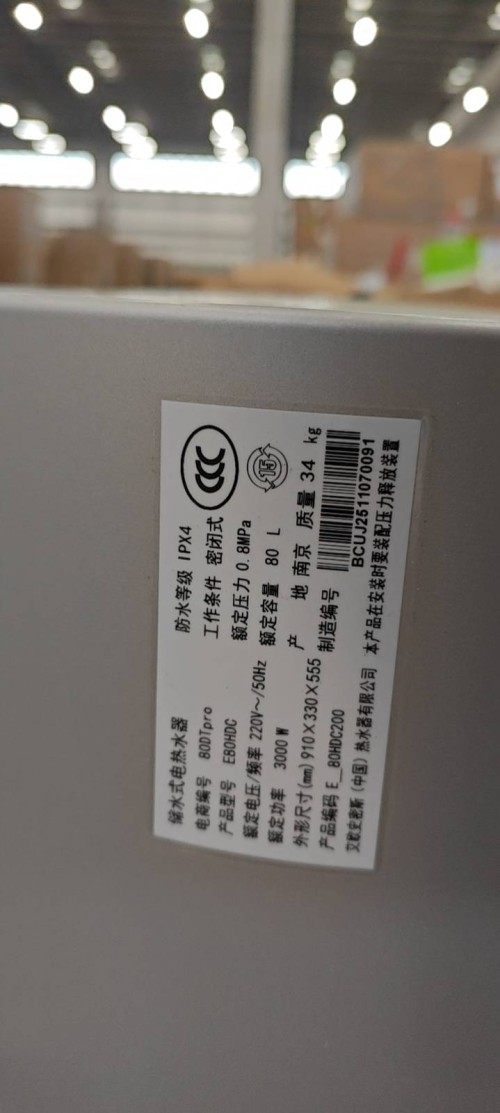 储水式电热水器 防水等级 IPX4
CCC
电商编号 80DTpro 工作条件 密闭式
产品型号 E80HDC 额定压力 0.8MPa
15
额定电压/频率 220V～/50Hz 额定容量 80 L
额定功率 3000 W 产 地 南京 质量 34 kg
外形尺寸(mm) 910×330×555 制造编号
BCUJ2511070091
产品编码 E_80HDC200
艾欧史密斯（中国）热水器有限公司 本产品在安装时要装配压力释放装置